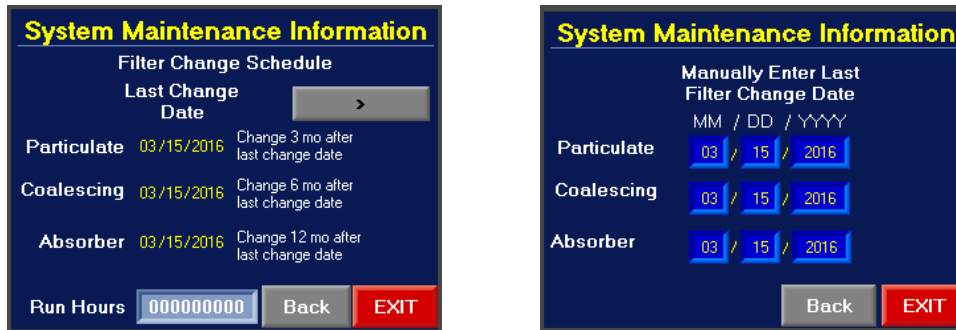 System Maintenance Information
Filter Change Schedule
Last Change
Date
>
Particulate 03/15/2016 Change 3 mo after
last change date
Coalescing 03/15/2016 Change 6 mo after
last change date
Absorber 03/15/2016 Change 12 mo after
last change date
Run Hours 000000000 Back EXIT
System Maintenance Information
Manually Enter Last
Filter Change Date
MM / DD / YYYY
Particulate 03 / 15 / 2016
Coalescing 03 / 15 / 2016
Absorber 03 / 15 / 2016
Back EXIT